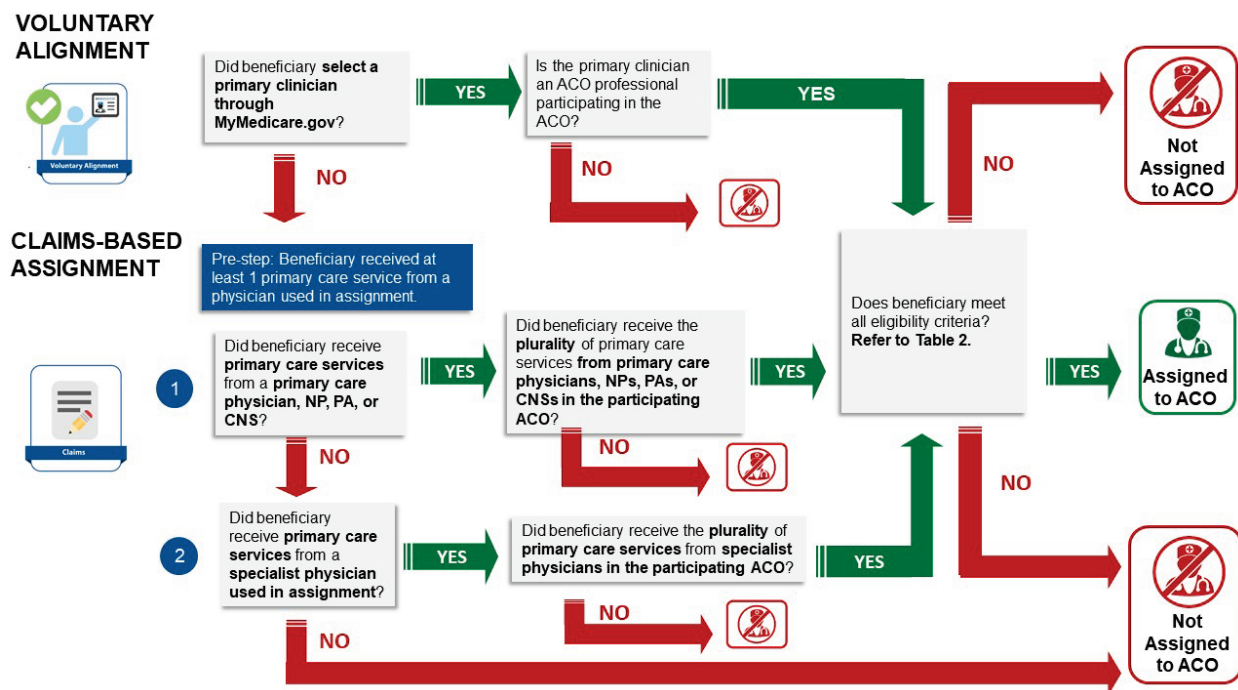 VOLUNTARY
ALIGNMENT
Voluntary Alignment
Did beneficiary select a
primary clinician
through
MyMedicare.gov?
YES
Is the primary clinician
an ACO professional
participating in the
ACO?
YES
NO
NO
NO
Not
Assigned
to ACO
CLAIMS-BASED
ASSIGNMENT
Pre-step: Beneficiary received at
least 1 primary care service from a
physician used in assignment.
Claims
1
Did beneficiary receive
primary care services
from a primary care
physician, NP, PA, or
CNS?
YES
Did beneficiary receive the
plurality of primary care
services from primary care
physicians, NPs, PAs, or
CNSs in the participating
ACO?
YES
Does beneficiary meet
all eligibility criteria?
Refer to Table 2.
YES
Assigned
to ACO
NO
NO
NO
2
Did beneficiary
receive primary care
services from a
specialist physician
used in assignment?
YES
Did beneficiary receive the plurality of
primary care services from specialist
physicians in the participating ACO?
YES
NO
NO
Not
Assigned
to ACO